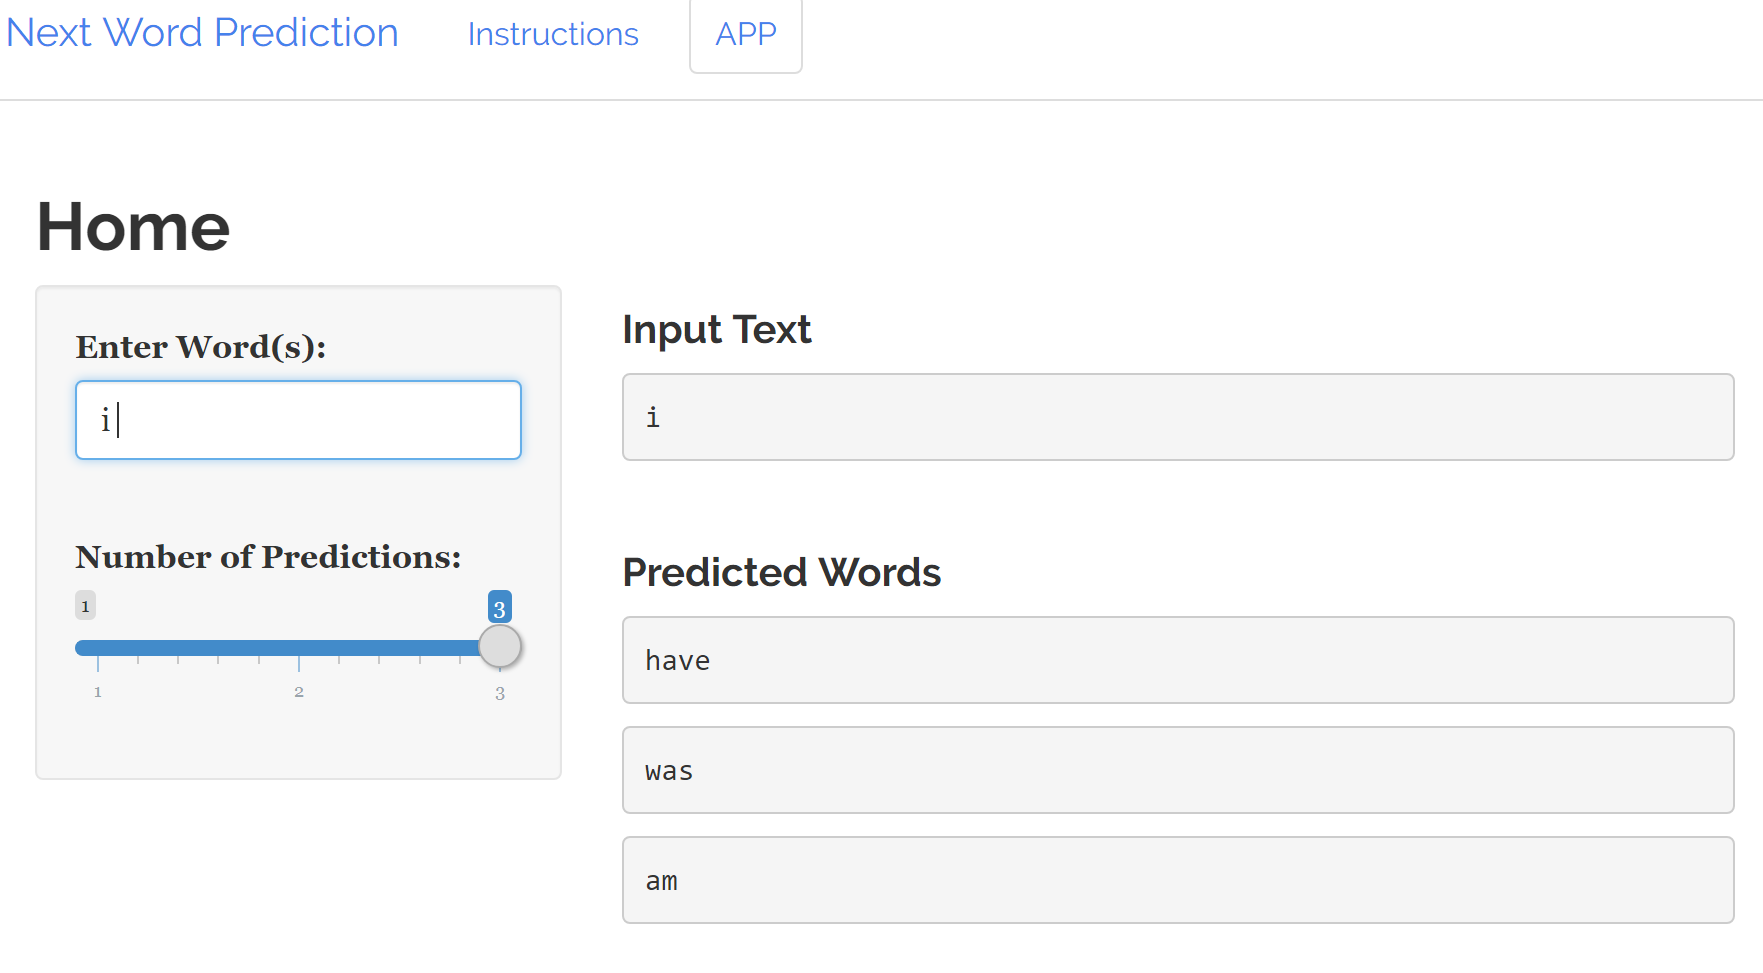 Next Word Prediction Instructions APP
Home
Enter Word(s):
i
Number of Predictions:
1 3
1 2 3
Input Text
i
Predicted Words
have
was
am